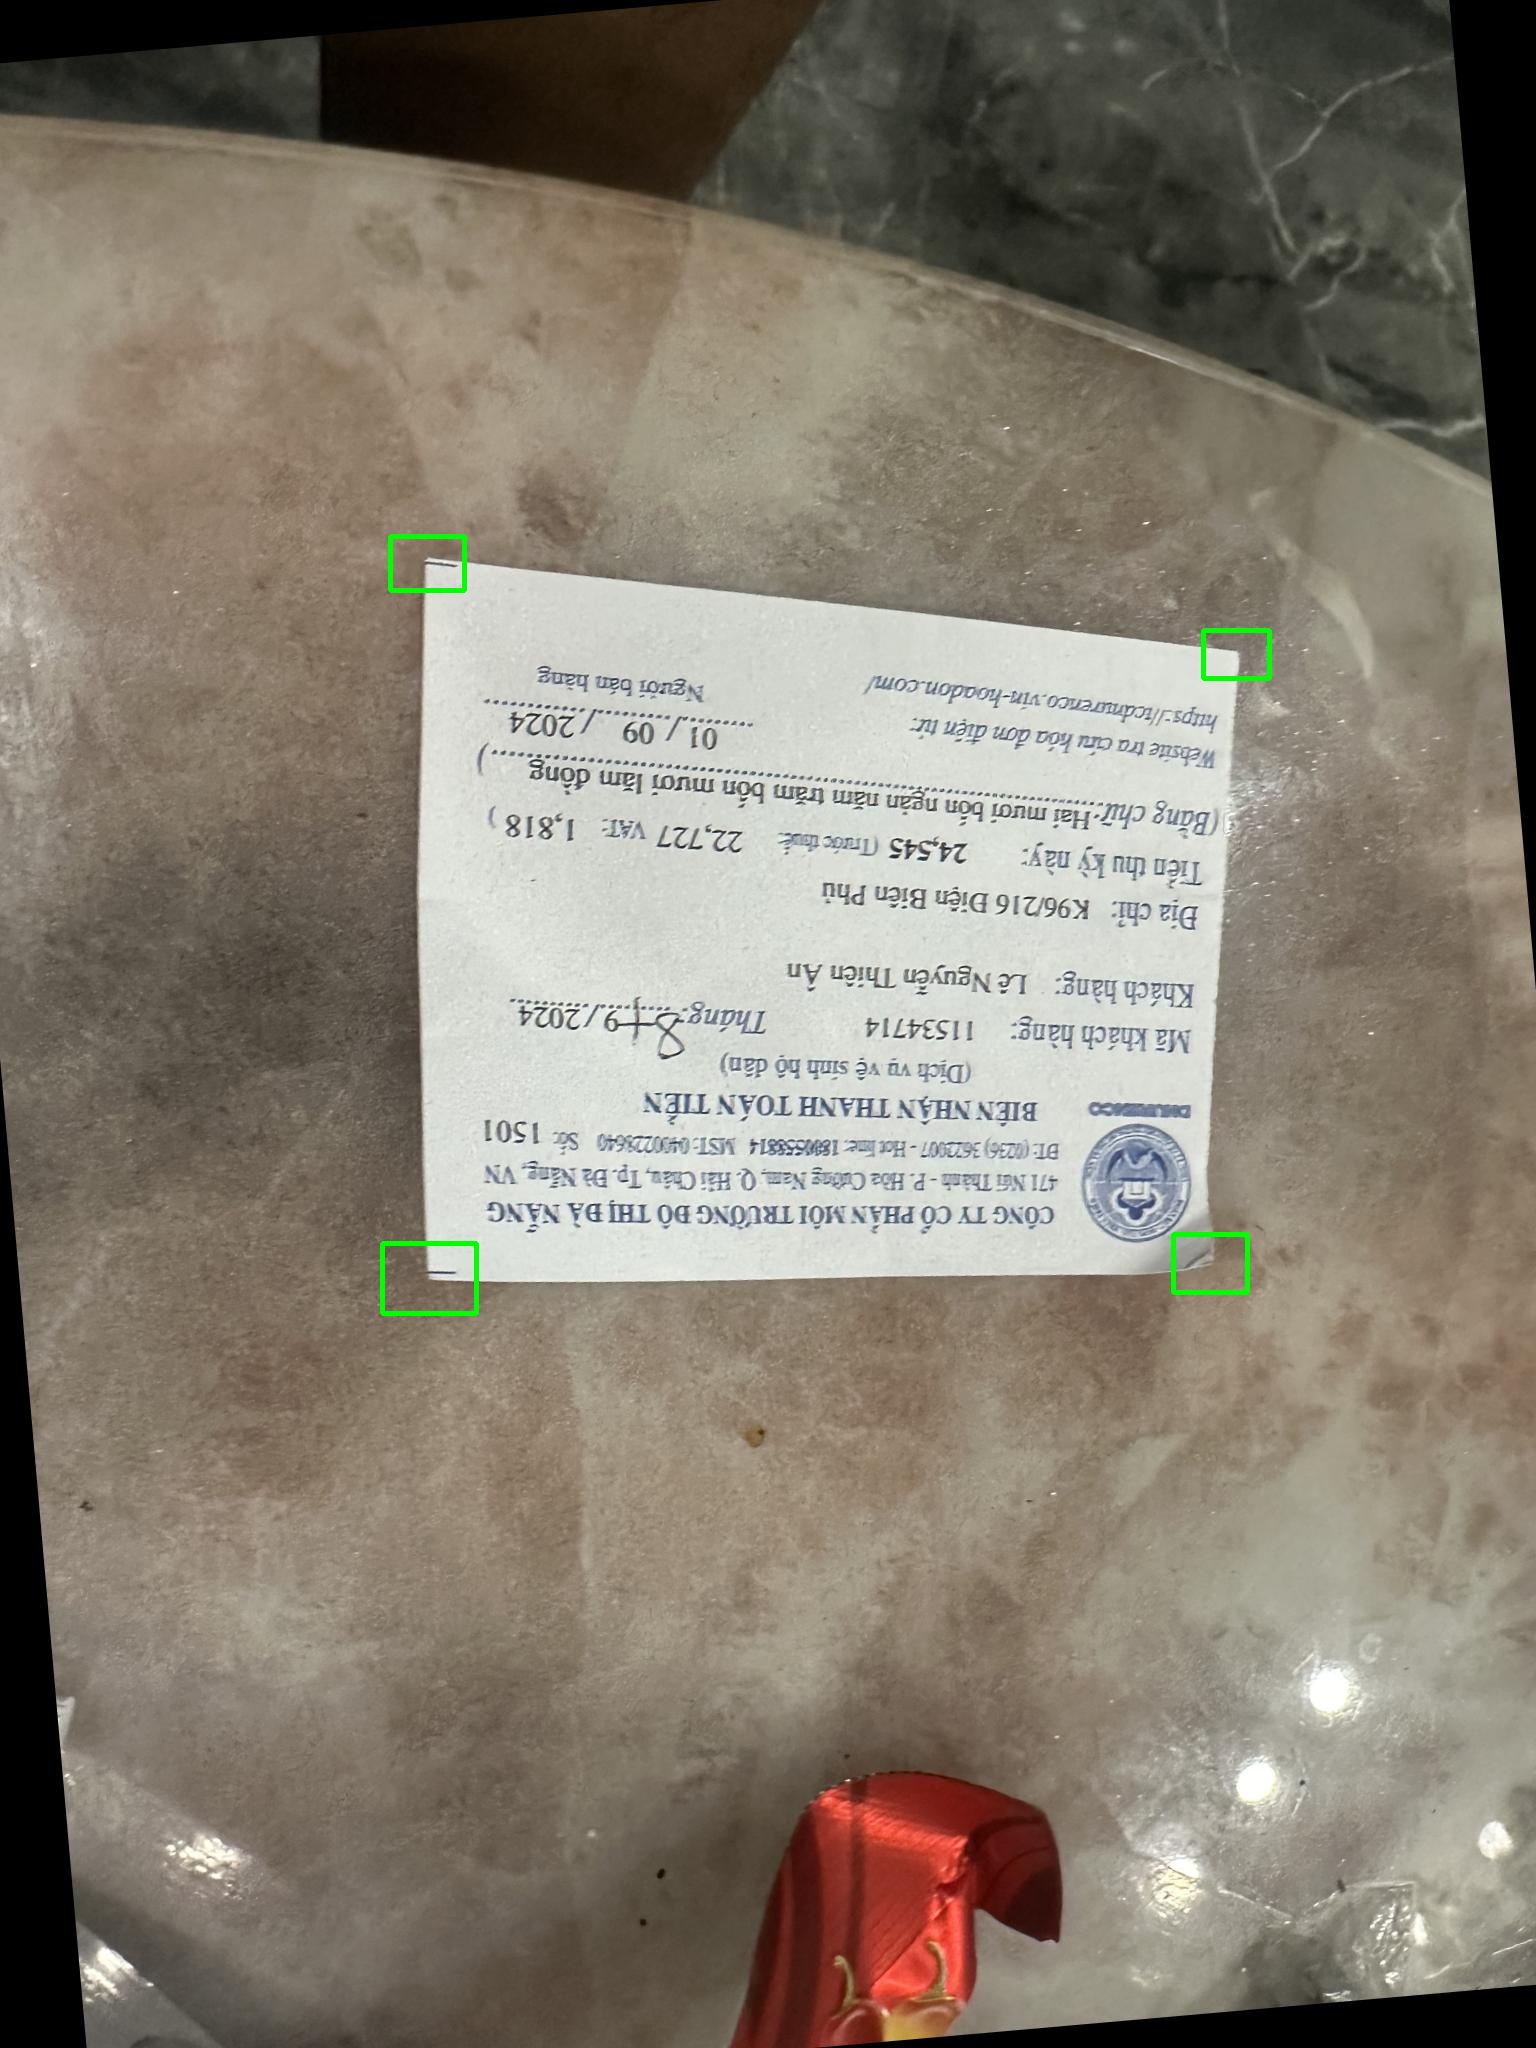 CÔNG TY CỔ PHẦN MÔI TRƯỜNG ĐÔ THỊ ĐÀ NẴNG
471 Núi Thành - P. Hòa Cường Nam, Q. Hải Châu, Tp. Đà Nẵng, VN
ĐT: (0236) 3622007 - Hot line: 1800558814 MST: 0400228640 Số: 1501
BIÊN NHẬN THANH TOÁN TIỀN
(Dịch vụ vệ sinh hộ dân)
Mã khách hàng: 11534714 Tháng: 8+9/2024
Khách hàng: Lê Nguyễn Thiên Ân
Địa chỉ: K96/216 Điện Biên Phủ
Tiền thu kỳ này: 24,545 (Trước thuế: 22,727 VAT: 1,818 )
(Bằng chữ: Hai mươi bốn ngàn năm trăm bốn mươi lăm đồng )
Website tra cứu hóa đơn điện tử: 01 / 09 / 2024
https://tcdnurenco.vin-hoadon.com/ Người bán hàng